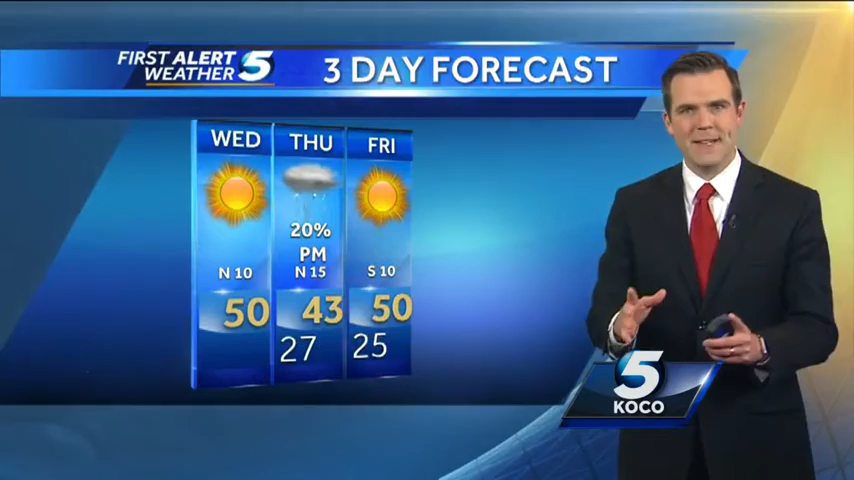 FIRST ALERT
WEATHER 5
3 DAY FORECAST
WED THU FRI
20%
PM
N 10 N 15 S 10
50 43 50
27 25
5
KOCO